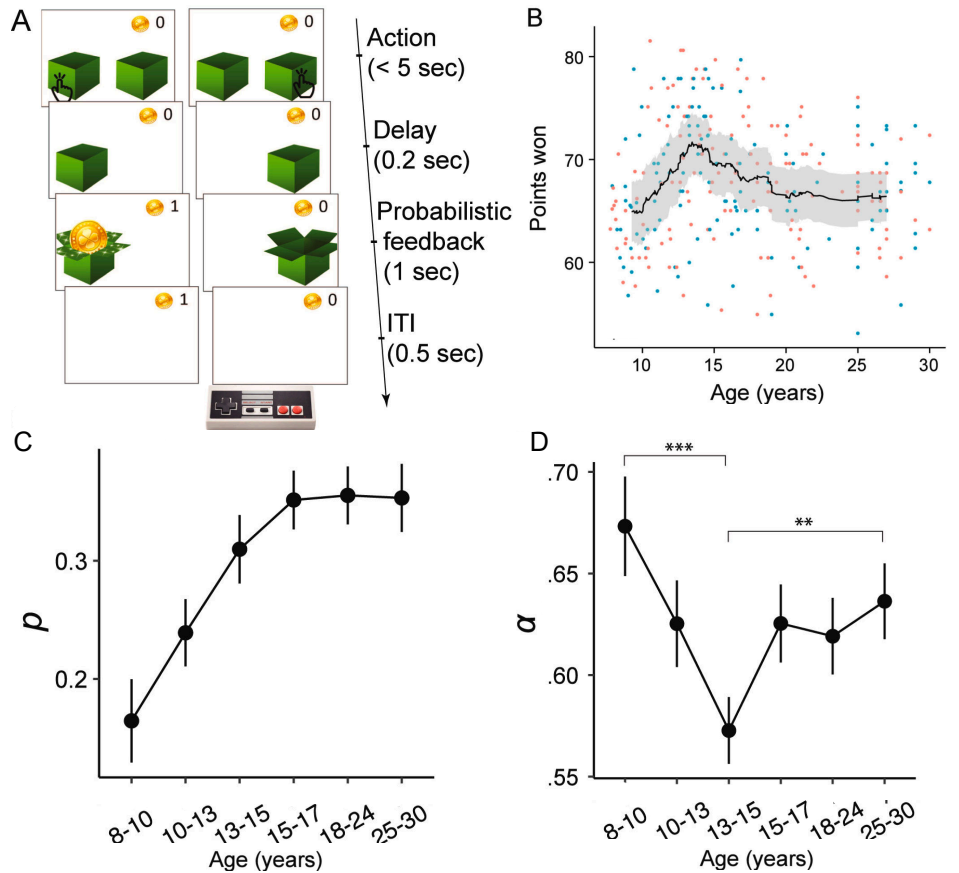 A
0
0
Action
(< 5 sec)
0
0
Delay
(0.2 sec)
1
0
Probabilistic
feedback
(1 sec)
1
0
ITI
(0.5 sec)
B
80
70
60
Points won
10
15
20
25
30
Age (years)
C
0.3
0.2
p
8-10
10-13
13-15
15-17
18-24
25-30
Age (years)
D
***
**
.70
.65
.60
.55
α
8-10
10-13
13-15
15-17
18-24
25-30
Age (years)